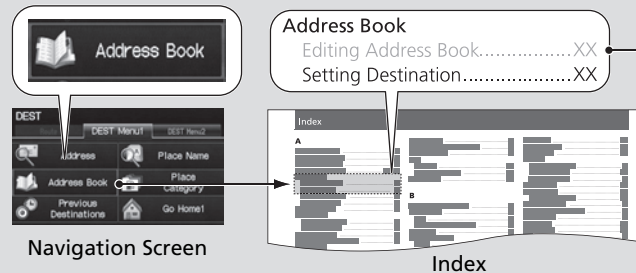 Address Book
Address Book
Editing Address Book.................XX
Setting Destination...................XX
DEST
DEST Menu1
DEST Menu2
Address
Place Name
Address Book
Place
Category
Previous
Destinations
Go Home1
Navigation Screen
Index
A
B
Index